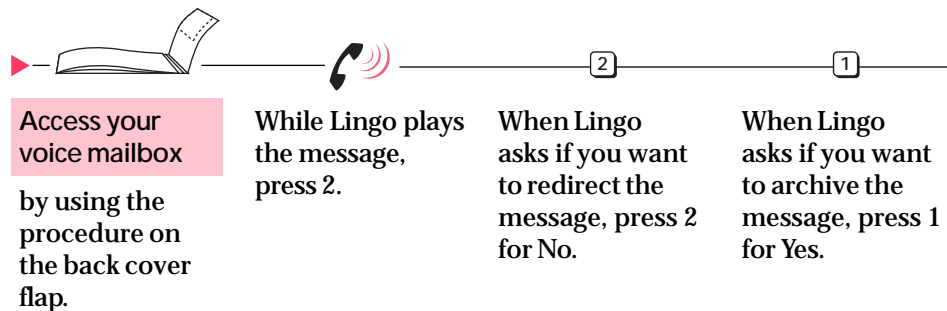 2
1
Access your
voice mailbox
by using the
procedure on
the back cover
flap.
While Lingo plays
the message,
press 2.
When Lingo
asks if you want
to redirect the
message, press 2
for No.
When Lingo
asks if you want
to archive the
message, press 1
for Yes.